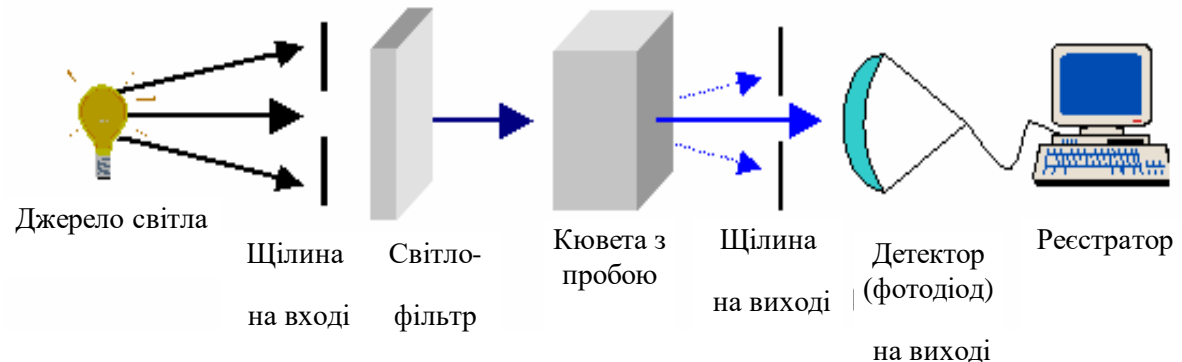 Джерело світла
Щілина
на вході
Світло-
фільтр
Кювета з
пробою
Щілина
на виході
Детектор
(фотодіод)
на виході
Реєстратор